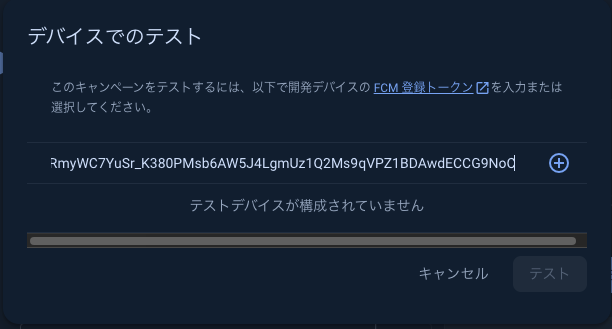 デバイスでのテスト
このキャンペーンをテストするには、以下で開発デバイスの FCM 登録トークン を入力または
選択してください。
RmyWC7YuSr_K380PMsb6AW5J4LgmUz1Q2Ms9qVPZ1BDAwdECCG9NoC
テストデバイスが構成されていません
キャンセル テスト